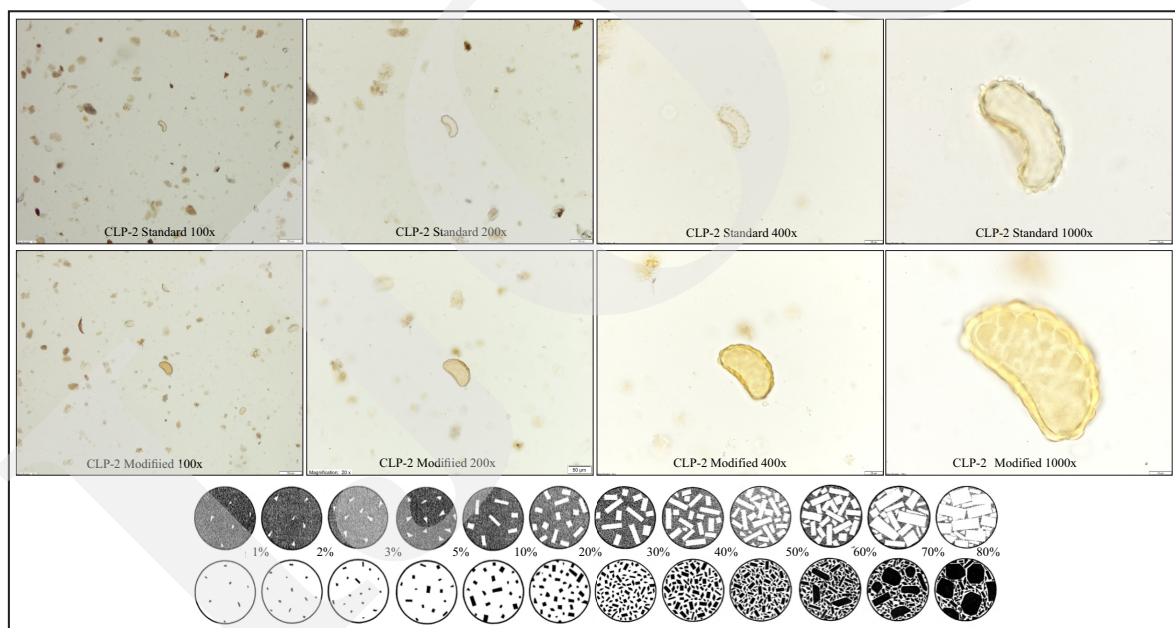 CLP-2 Standard 100x
CLP-2 Standard 200x
CLP-2 Standard 400x
CLP-2 Standard 1000x
CLP-2 Modifiied 100x
CLP-2 Modifiied 200x
CLP-2 Modified 400x
CLP-2 Modified 1000x
Magnification: 20 x
50 µm
1% 2% 3% 5% 10% 20% 30% 40% 50% 60% 70% 80%